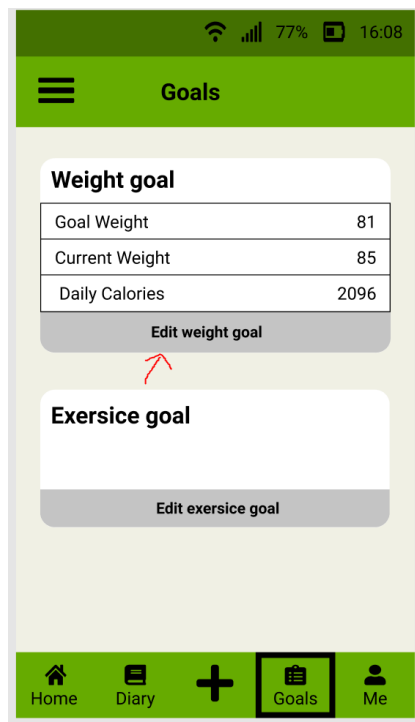 77% 16:08
Goals
Weight goal
Goal Weight 81
Current Weight 85
Daily Calories 2096
Edit weight goal
Exersice goal
Edit exersice goal
Home Diary Goals Me